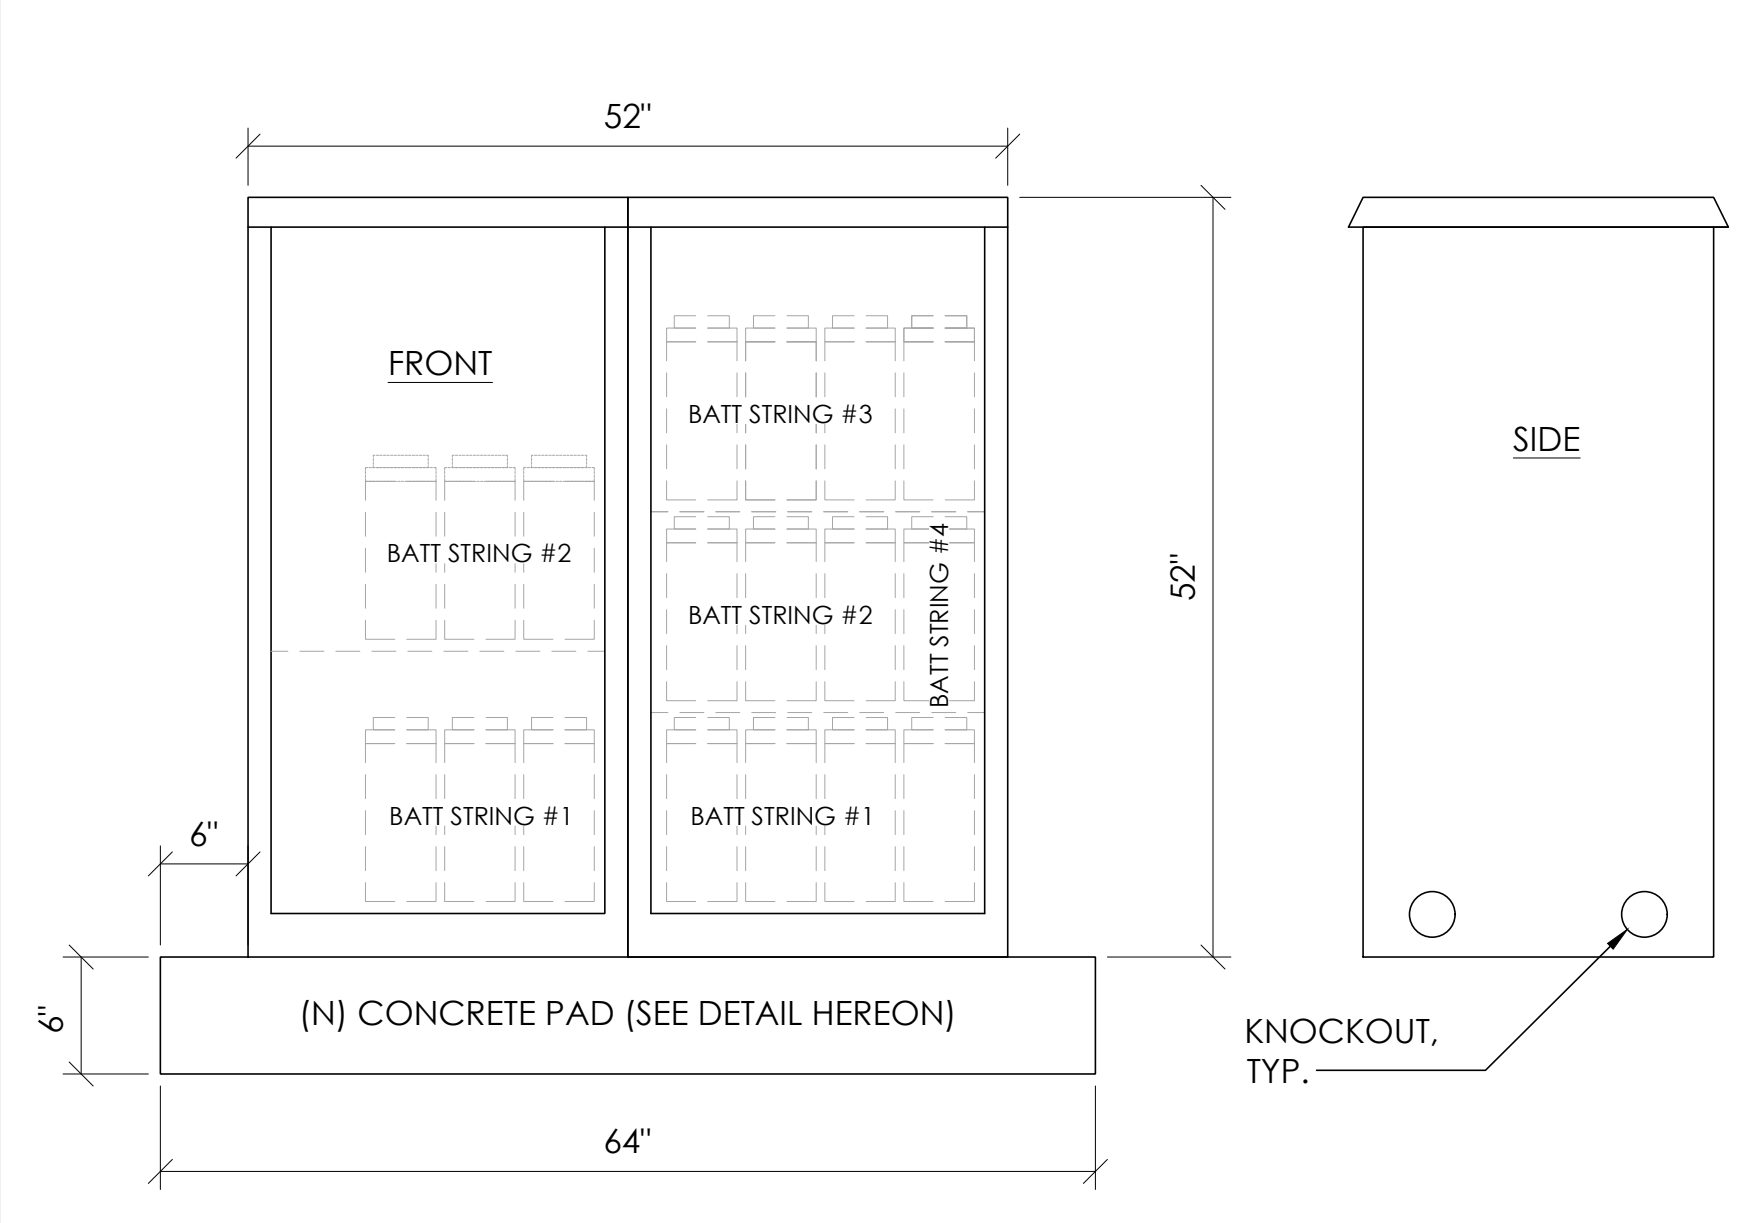 52"
FRONT
BATT STRING #3
SIDE
BATT STRING #2
BATT STRING #2
BATT STRING #4
52"
BATT STRING #1
BATT STRING #1
6"
6"
(N) CONCRETE PAD (SEE DETAIL HEREON)
KNOCKOUT,
TYP.
64"